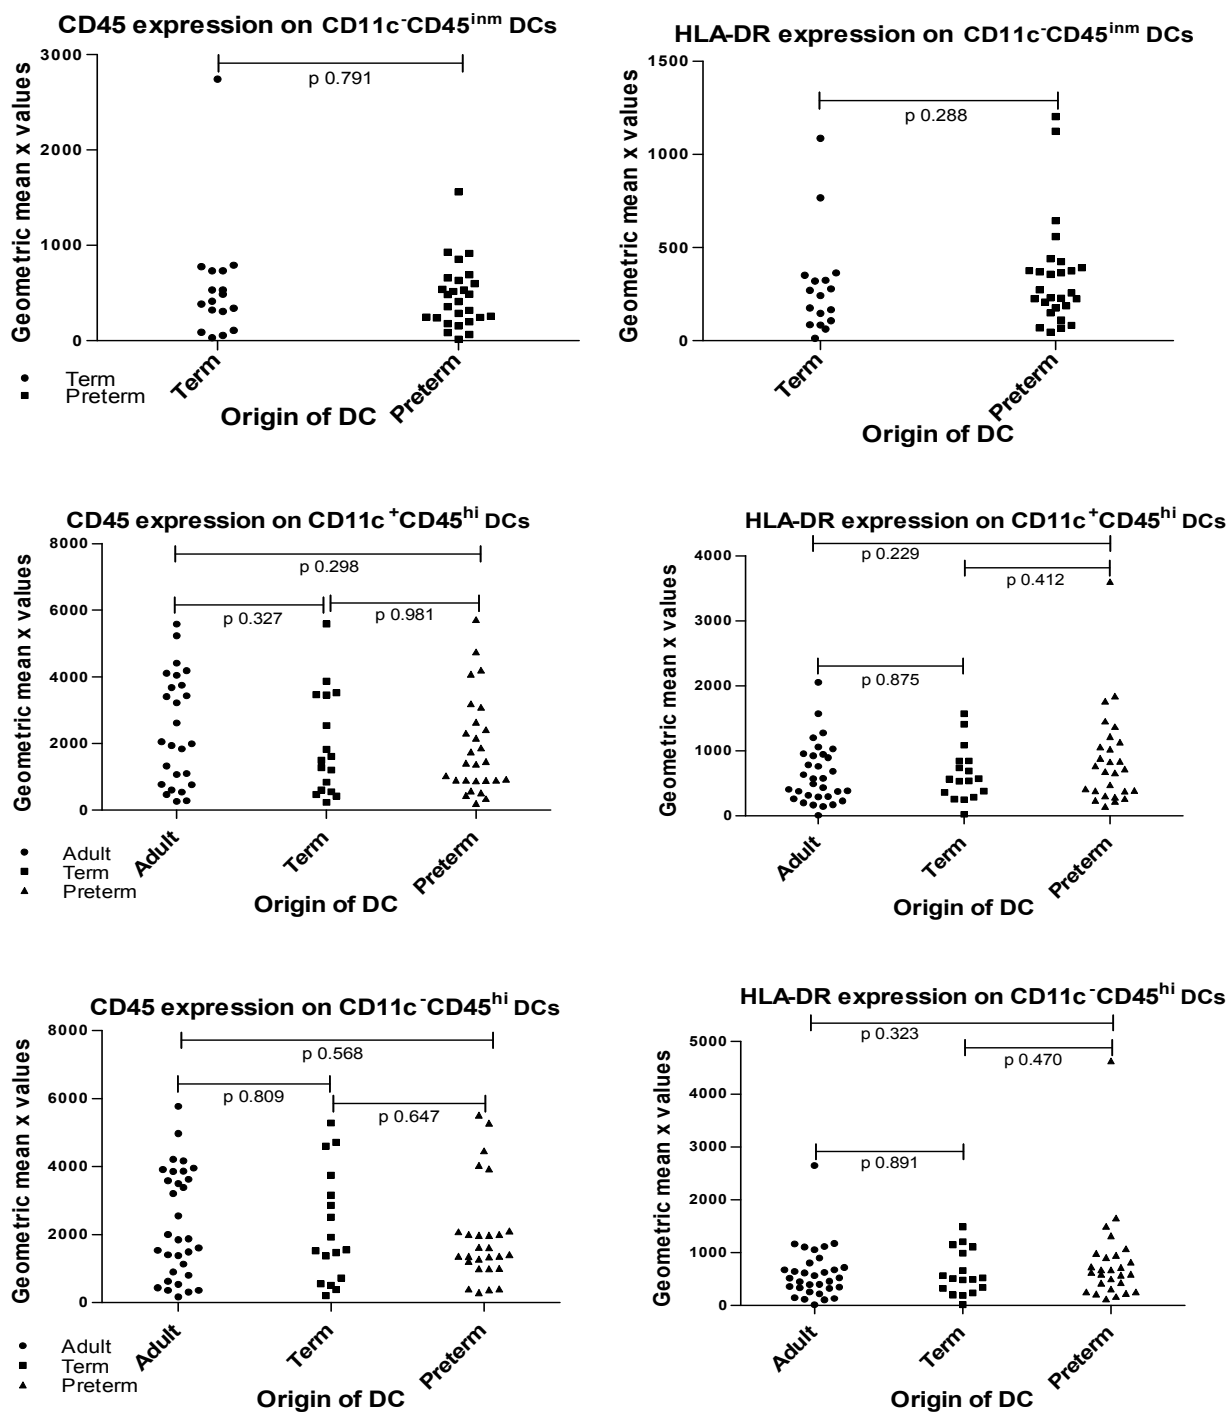 CD45 expression on CD11c⁻CD45ⁱⁿᵐ DCs
3000
2000
1000
0
Geometric mean x values
p 0.791
Term
Preterm
Origin of DC
Term
Preterm
HLA-DR expression on CD11c⁻CD45ⁱⁿᵐ DCs
1500
1000
500
0
Geometric mean x values
p 0.288
Term
Preterm
Origin of DC
CD45 expression on CD11c⁺CD45ʰⁱ DCs
8000
6000
4000
2000
0
Geometric mean x values
p 0.298
p 0.327
p 0.981
Adult
Term
Preterm
Origin of DC
Adult
Term
Preterm
HLA-DR expression on CD11c⁺CD45ʰⁱ DCs
4000
3000
2000
1000
0
Geometric mean x values
p 0.229
p 0.412
p 0.875
Adult
Term
Preterm
Origin of DC
CD45 expression on CD11c⁻CD45ʰⁱ DCs
8000
6000
4000
2000
0
Geometric mean x values
p 0.568
p 0.809
p 0.647
Adult
Term
Preterm
Origin of DC
Adult
Term
Preterm
HLA-DR expression on CD11c⁻CD45ʰⁱ DCs
5000
4000
3000
2000
1000
0
Geometric mean x values
p 0.323
p 0.470
p 0.891
Adult
Term
Preterm
Origin of DC